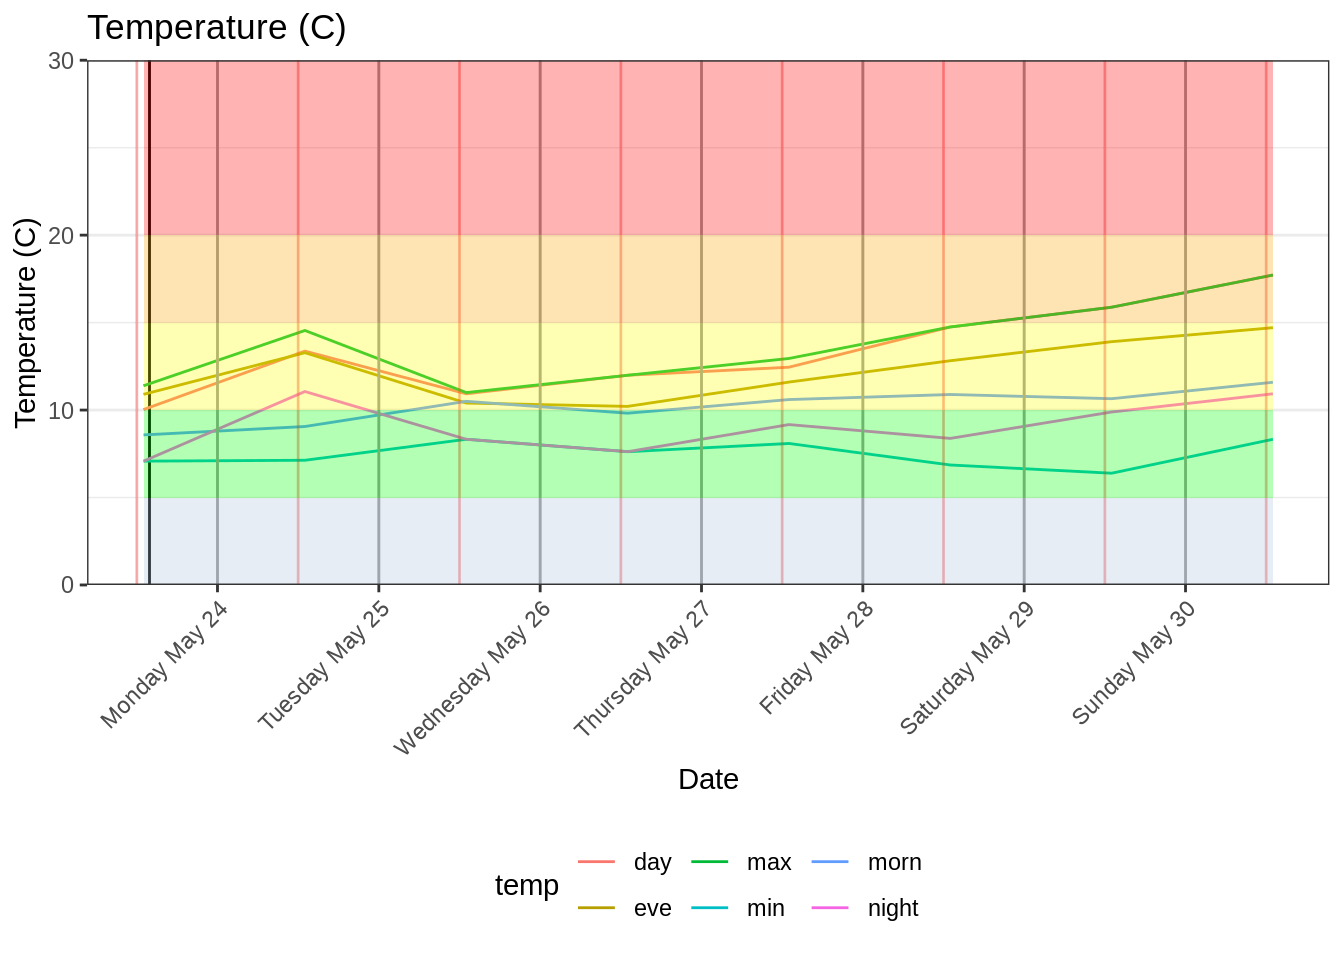 Temperature (C)
Temperature (C)
30
20
10
0
Monday May 24
Tuesday May 25
Wednesday May 26
Thursday May 27
Friday May 28
Saturday May 29
Sunday May 30
Date
temp
day
max
morn
eve
min
night